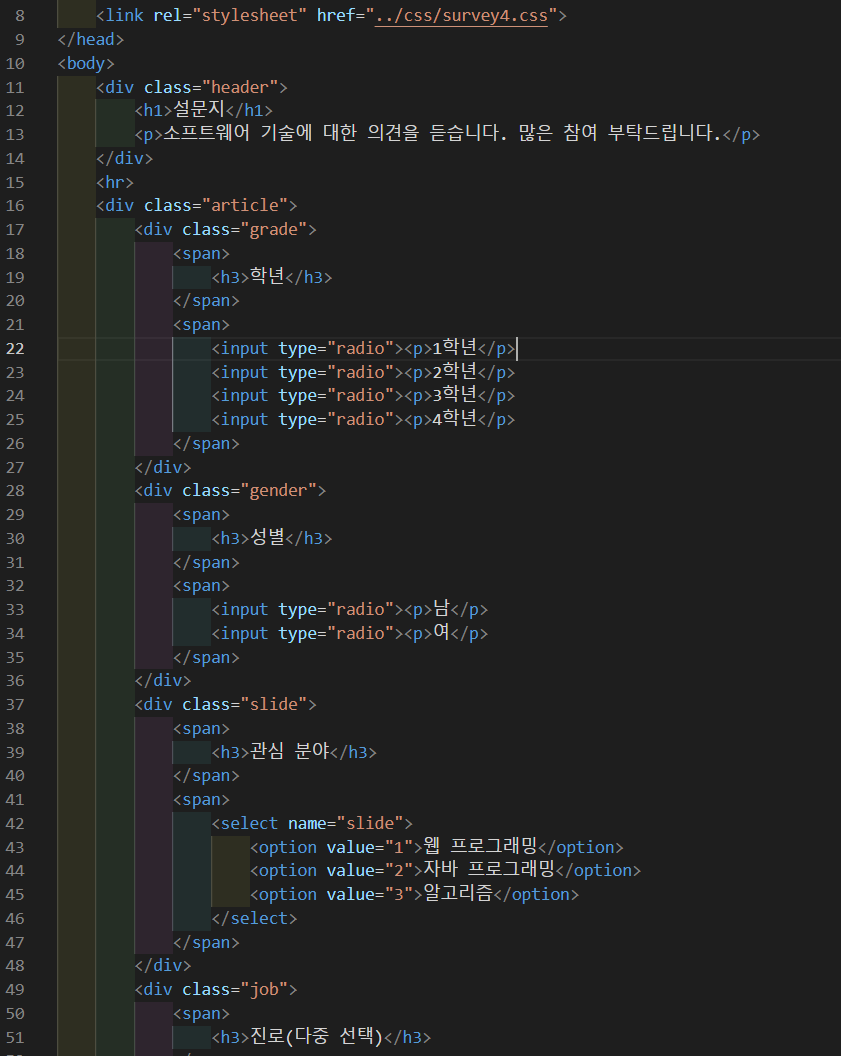 8 <link rel="stylesheet" href="../css/survey4.css">
9 </head>
10 <body>
11 <div class="header">
12 <h1>설문지</h1>
13 <p>소프트웨어 기술에 대한 의견을 듣습니다. 많은 참여 부탁드립니다.</p>
14 </div>
15 <hr>
16 <div class="article">
17 <div class="grade">
18 <span>
19 <h3>학년</h3>
20 </span>
21 <span>
22 <input type="radio"><p>1학년</p>
23 <input type="radio"><p>2학년</p>
24 <input type="radio"><p>3학년</p>
25 <input type="radio"><p>4학년</p>
26 </span>
27 </div>
28 <div class="gender">
29 <span>
30 <h3>성별</h3>
31 </span>
32 <span>
33 <input type="radio"><p>남</p>
34 <input type="radio"><p>여</p>
35 </span>
36 </div>
37 <div class="slide">
38 <span>
39 <h3>관심 분야</h3>
40 </span>
41 <span>
42 <select name="slide">
43 <option value="1">웹 프로그래밍</option>
44 <option value="2">자바 프로그래밍</option>
45 <option value="3">알고리즘</option>
46 </select>
47 </span>
48 </div>
49 <div class="job">
50 <span>
51 <h3>진로(다중 선택)</h3>